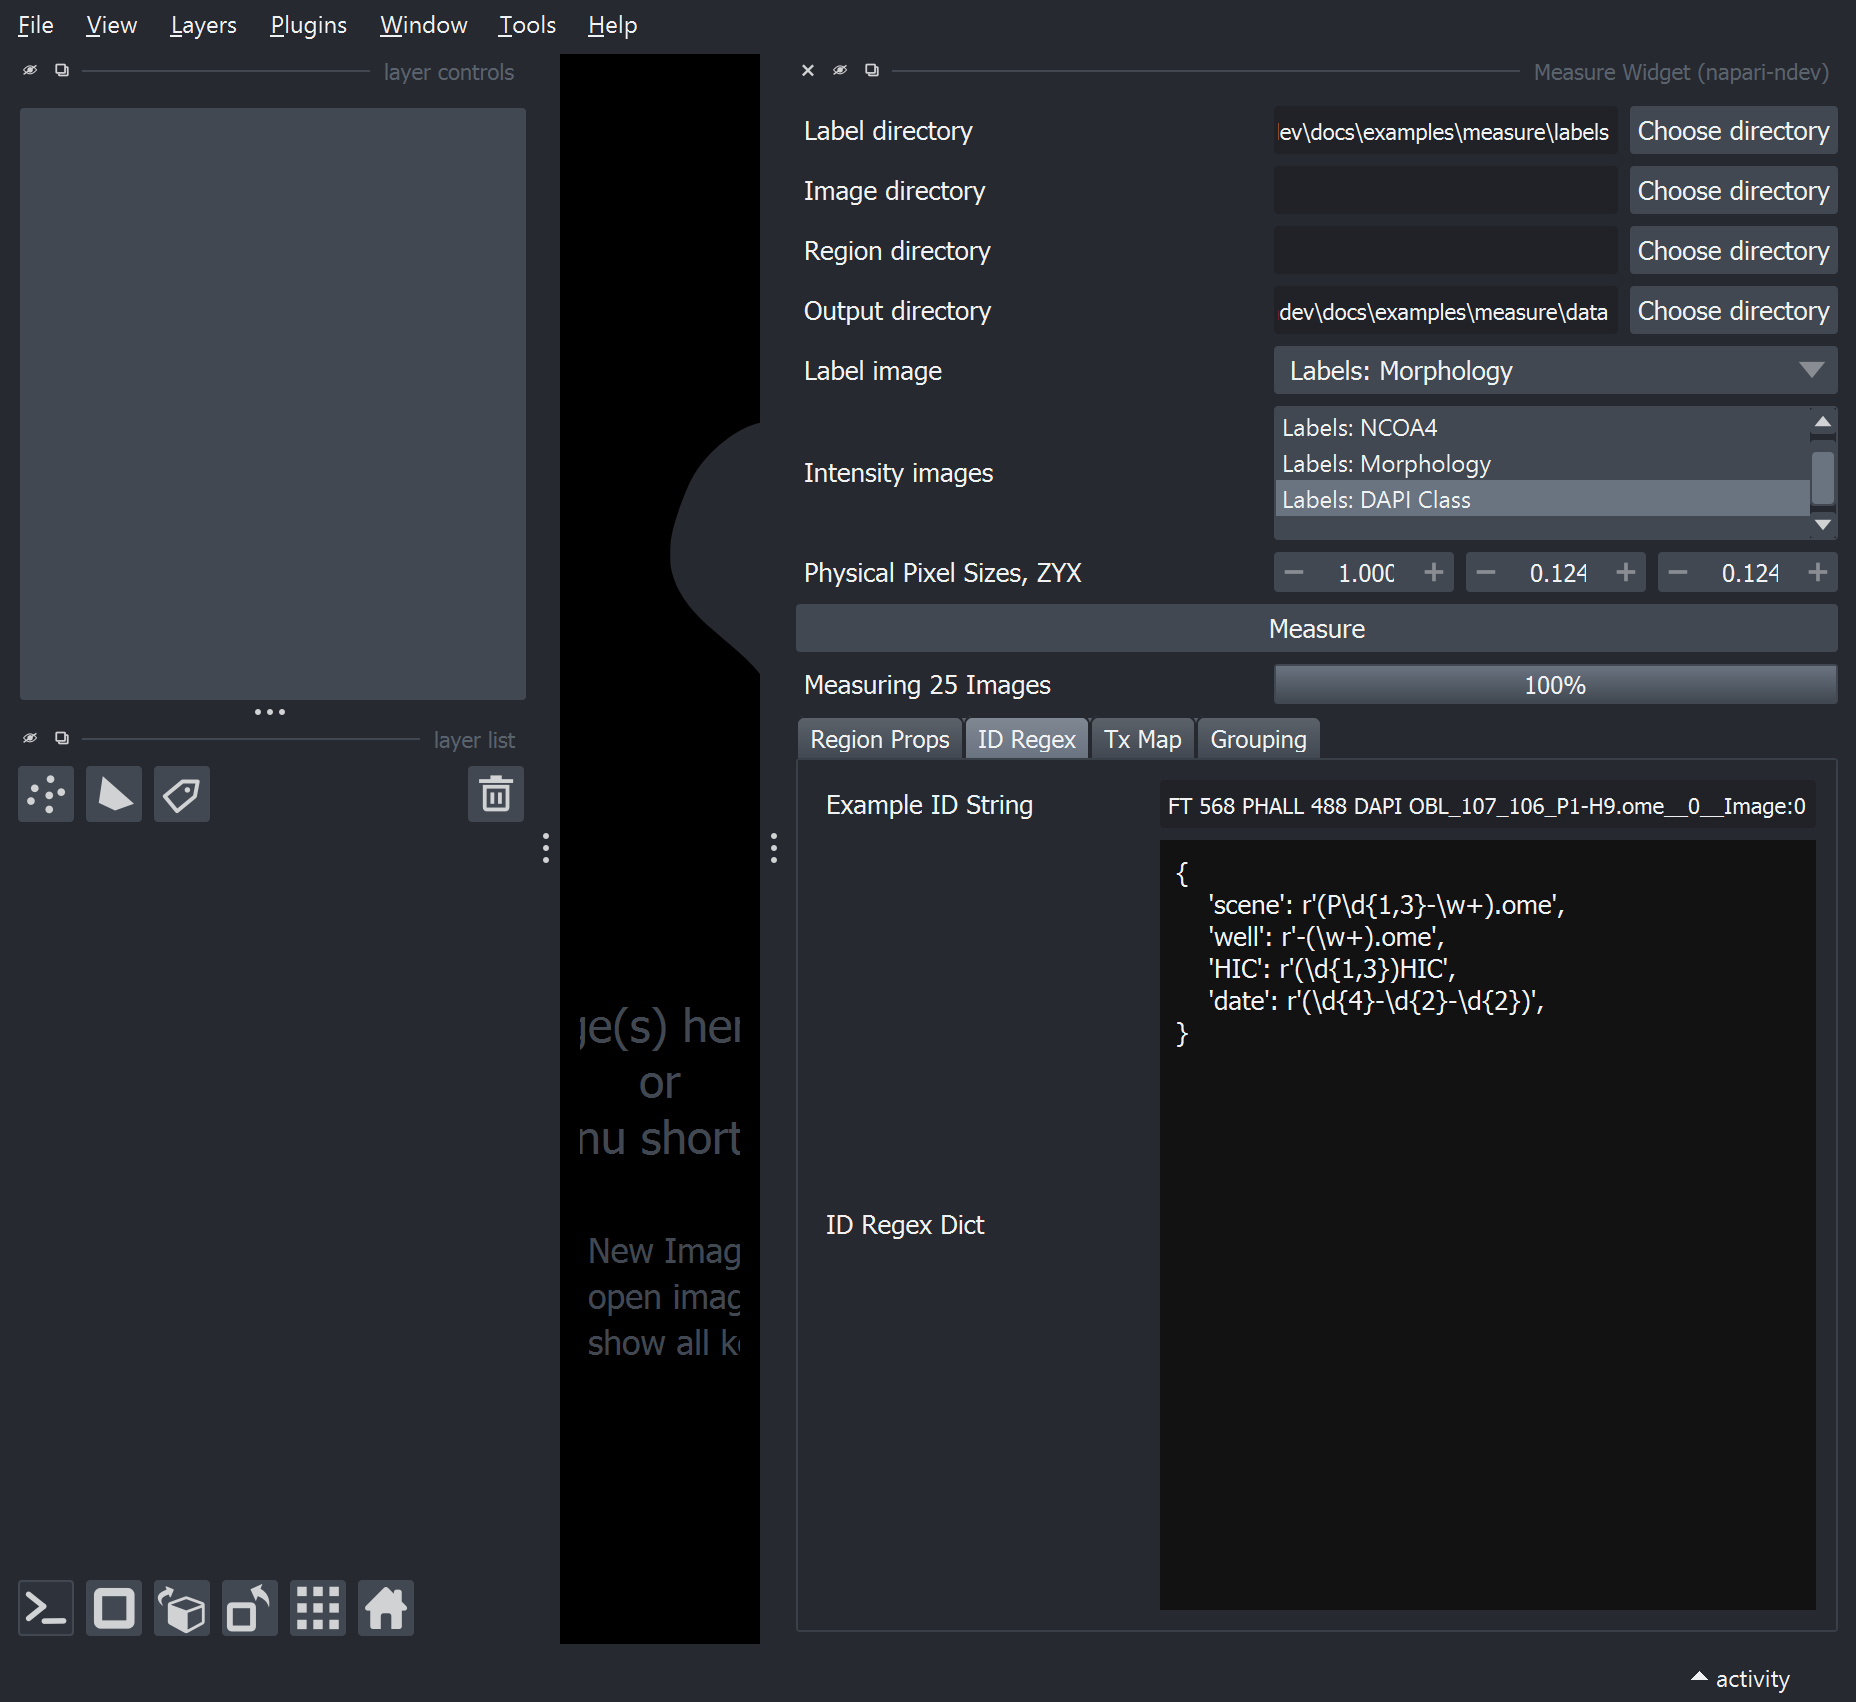 File View Layers Plugins Window Tools Help
layer controls
Measure Widget (napari-ndev)
Label directory
ev\docs\examples\measure\labels
Choose directory
Image directory
Choose directory
Region directory
Choose directory
Output directory
dev\docs\examples\measure\data
Choose directory
Label image
Labels: Morphology
Intensity images
Labels: NCOA4
Labels: Morphology
Labels: DAPI Class
Physical Pixel Sizes, ZYX
1.000 0.124 0.124
Measure
Measuring 25 Images
100%
layer list
Region Props ID Regex Tx Map Grouping
Example ID String
FT 568 PHALL 488 DAPI OBL_107_106_P1-H9.ome__0__Image:0
ID Regex Dict
{
'scene': r'(P\d{1,3}-\w+).ome',
'well': r'-(\w+).ome',
'HIC': r'(\d{1,3})HIC',
'date': r'(\d{4}-\d{2}-\d{2})',
}
ge(s) her
or
nu short
New Imag
open imag
show all k
activity